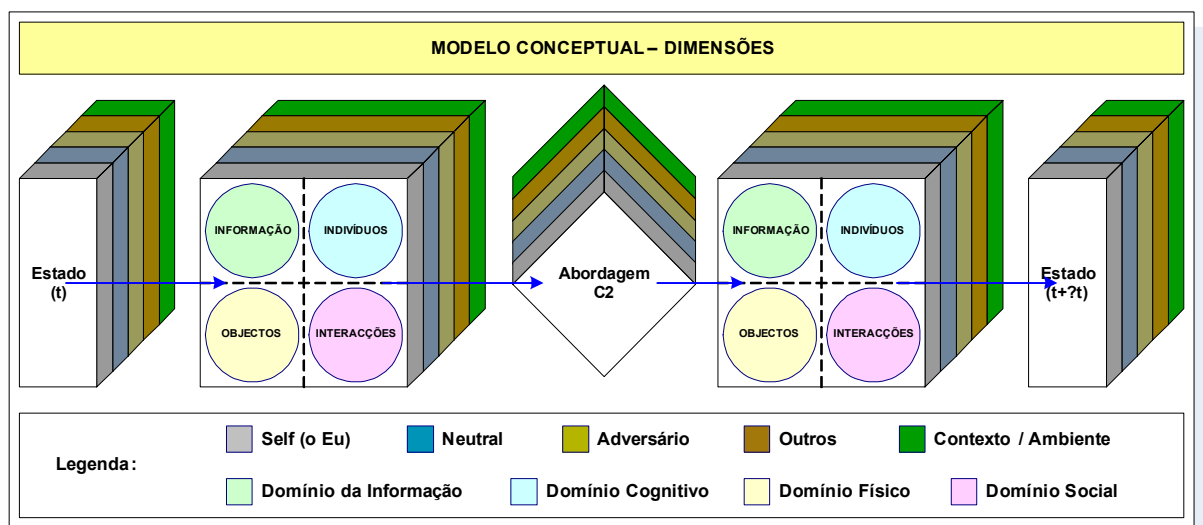 MODELO CONCEPTUAL – DIMENSÕES
Estado
(t)
INFORMAÇÃO
INDIVÍDUOS
OBJECTOS
INTERACÇÕES
Abordagem
C2
INFORMAÇÃO
INDIVÍDUOS
OBJECTOS
INTERACÇÕES
Estado
(t+?t)
Legenda :
Self (o Eu)
Neutral
Adversário
Outros
Contexto / Ambiente
Domínio da Informação
Domínio Cognitivo
Domínio Físico
Domínio Social